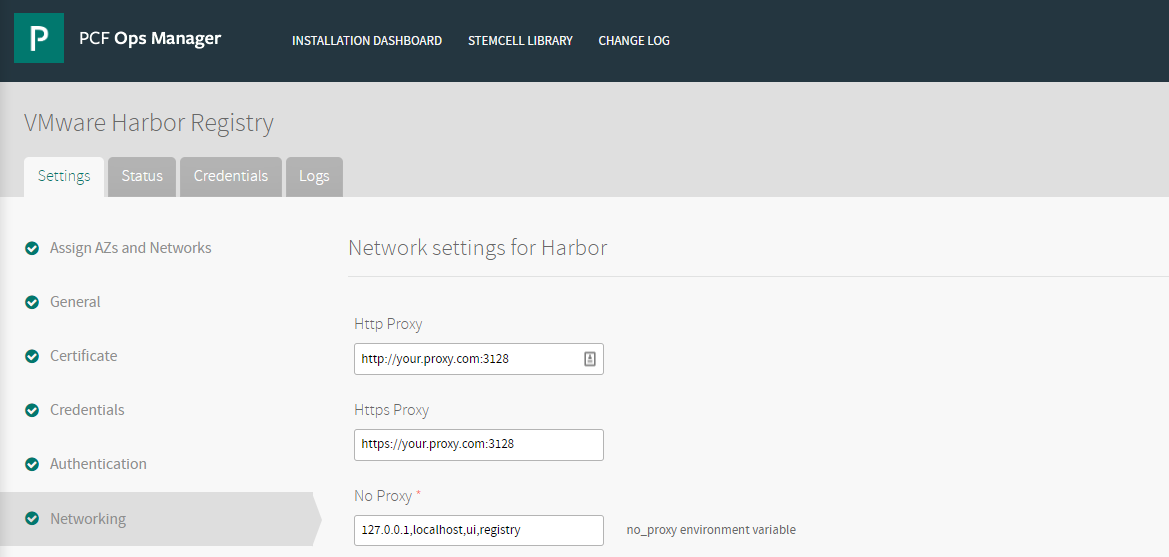 P PCF Ops Manager INSTALLATION DASHBOARD STEMCELL LIBRARY CHANGE LOG
VMware Harbor Registry
Settings Status Credentials Logs
Assign AZs and Networks
Network settings for Harbor
General
Http Proxy
http://your.proxy.com:3128
Certificate
Credentials
Https Proxy
https://your.proxy.com:3128
Authentication
No Proxy *
Networking
127.0.0.1,localhost,ui,registry no_proxy environment variable